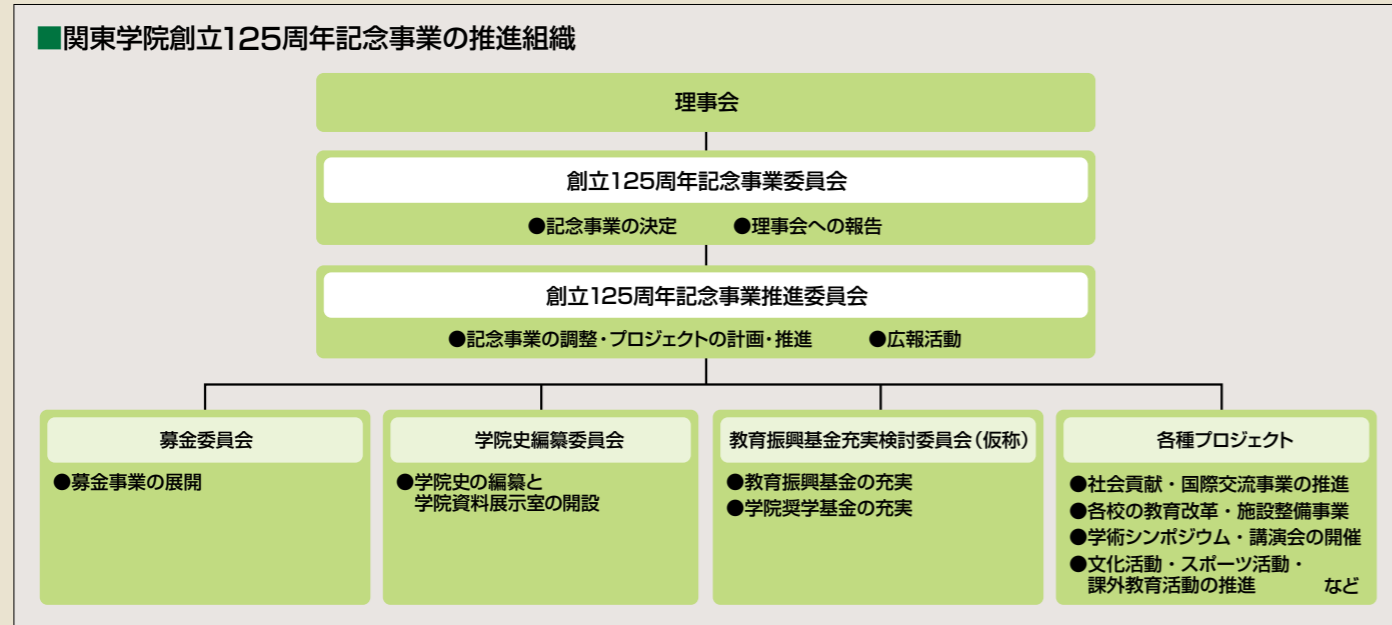 ■関東学院創立125周年記念事業の推進組織
理事会
創立125周年記念事業委員会
●記念事業の決定 ●理事会への報告
創立125周年記念事業推進委員会
●記念事業の調整・プロジェクトの計画・推進 ●広報活動
募金委員会
●募金事業の展開
学院史編纂委員会
●学院史の編纂と
学院資料展示室の開設
教育振興基金充実検討委員会(仮称)
●教育振興基金の充実
●学院奨学基金の充実
各種プロジェクト
●社会貢献・国際交流事業の推進
●各校の教育改革・施設整備事業
●学術シンポジウム・講演会の開催
●文化活動・スポーツ活動・
課外教育活動の推進 など